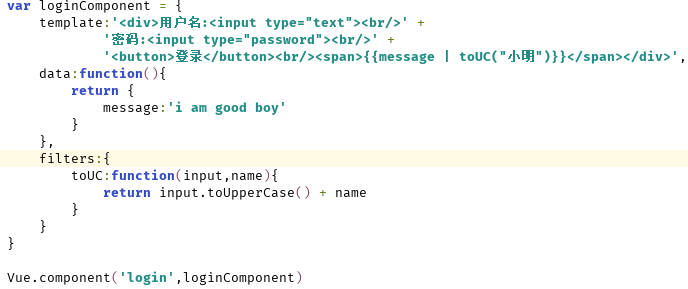 var loginComponent = {
    template:'<div>用户名:<input type="text"><br/>' +
            '密码:<input type="password"><br/>' +
            '<button>登录</button><br/><span>{{message | toUC("小明")}}</span></div>',
    data:function(){
        return {
            message:'i am good boy'
        }
    },
    filters:{
        toUC:function(input,name){
            return input.toUpperCase() + name
        }
    }
}

Vue.component('login',loginComponent)